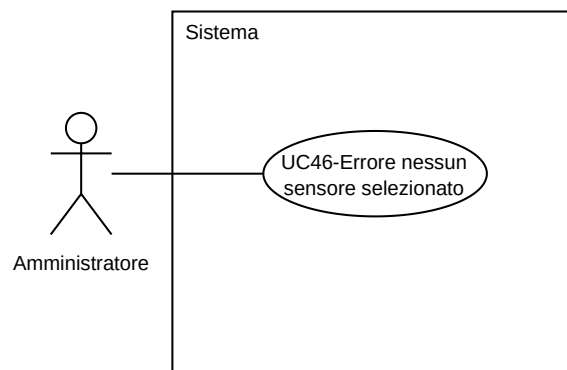 Sistema
UC46-Errore nessun
sensore selezionato
Amministratore